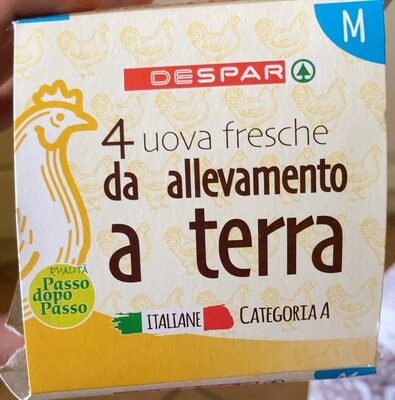 M
DESPAR
4 uova fresche
da allevamento
a terra
QUALITÀ
Passo
dopo
Passo
ITALIANE CATEGORIA A